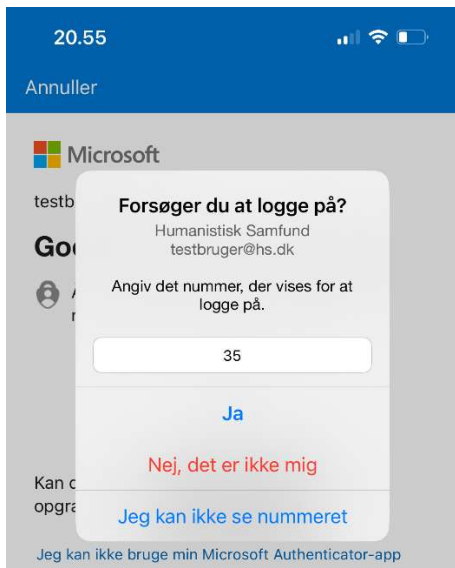 20.55
Annuller
Microsoft
testb
Forsøger du at logge på?
Humanistisk Samfund
testbruger@hs.dk
Go
Angiv det nummer, der vises for at
logge på.
35
Ja
Nej, det er ikke mig
Kan
opgra
Jeg kan ikke se nummeret
Jeg kan ikke bruge min Microsoft Authenticator-app